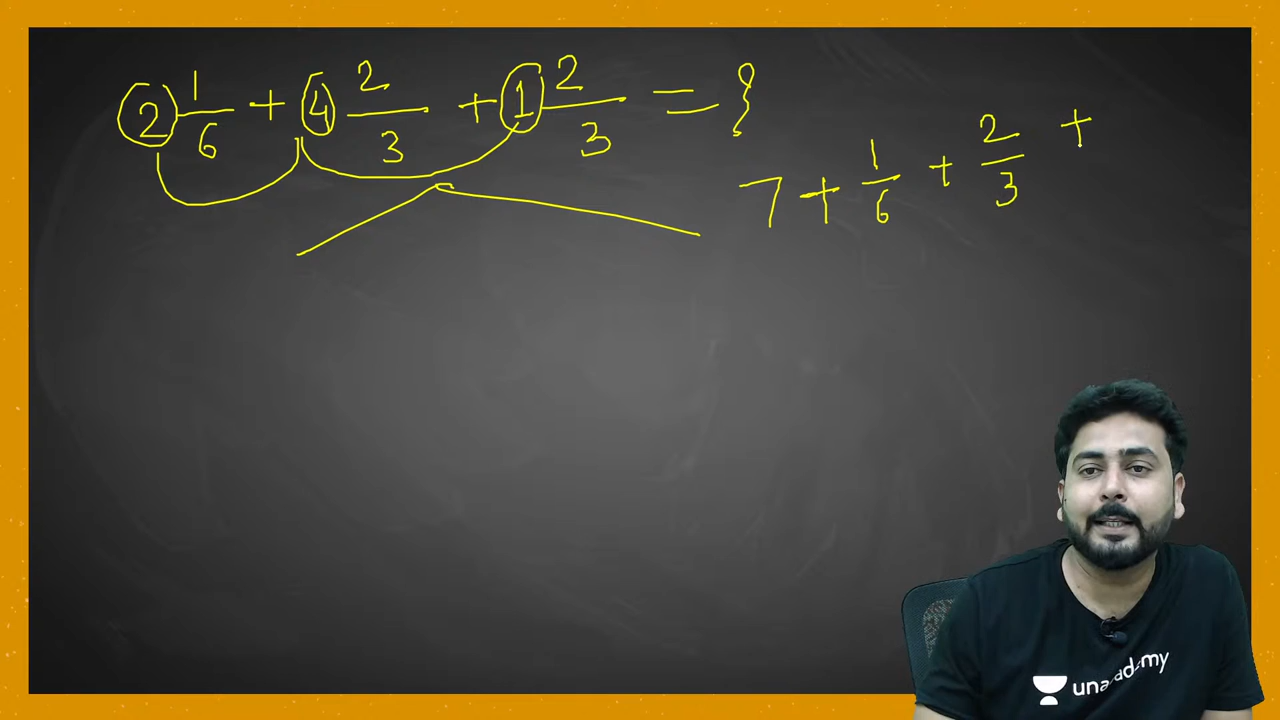 2 1/6 + 4 2/3 + 1 2/3 = ?
7 + 1/6 + 2/3 +
unacademy